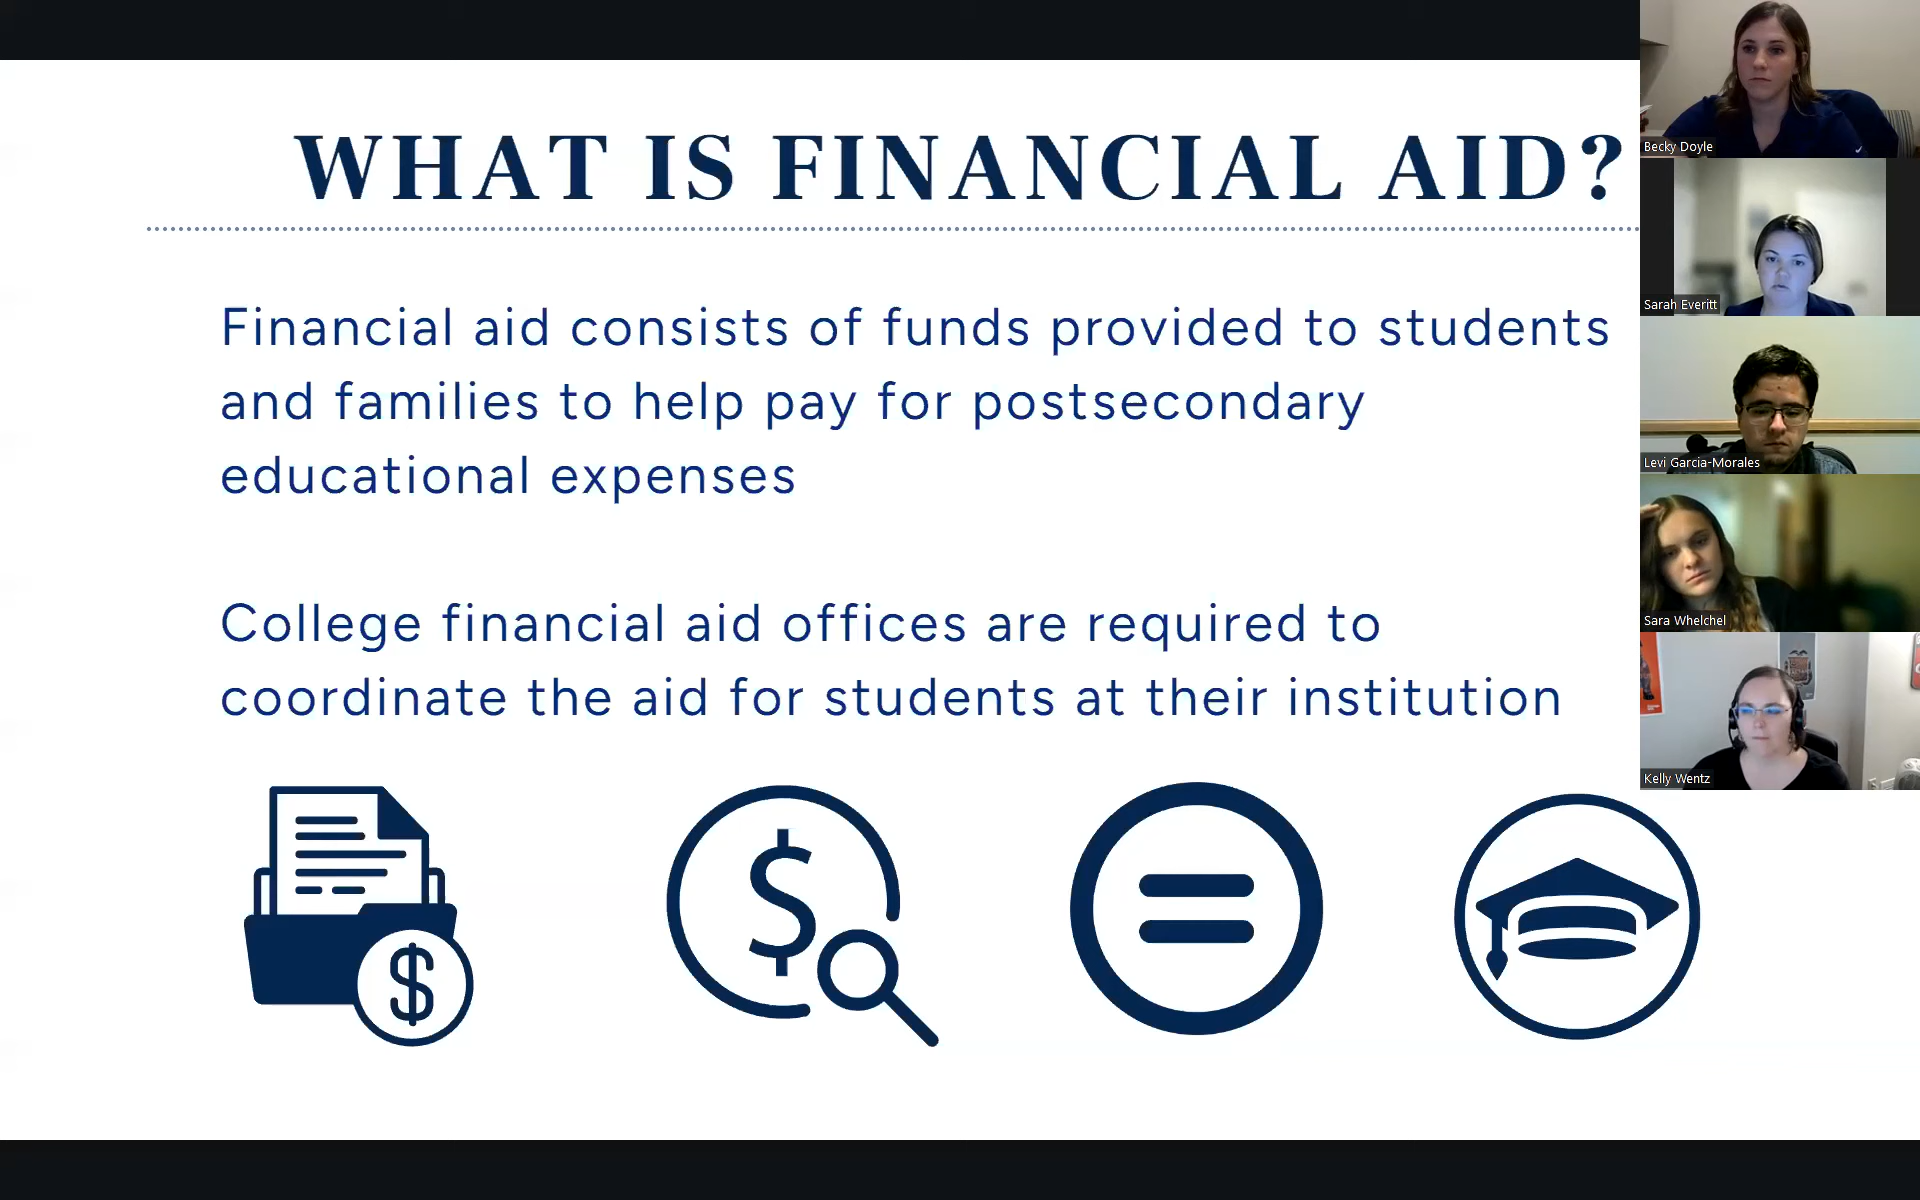 WHAT IS FINANCIAL AID?
Financial aid consists of funds provided to students
and families to help pay for postsecondary
educational expenses
College financial aid offices are required to
coordinate the aid for students at their institution
$
$
=
Becky Doyle
Sarah Everitt
Levi Garcia-Morales
Sara Whelchel
Kelly Wentz